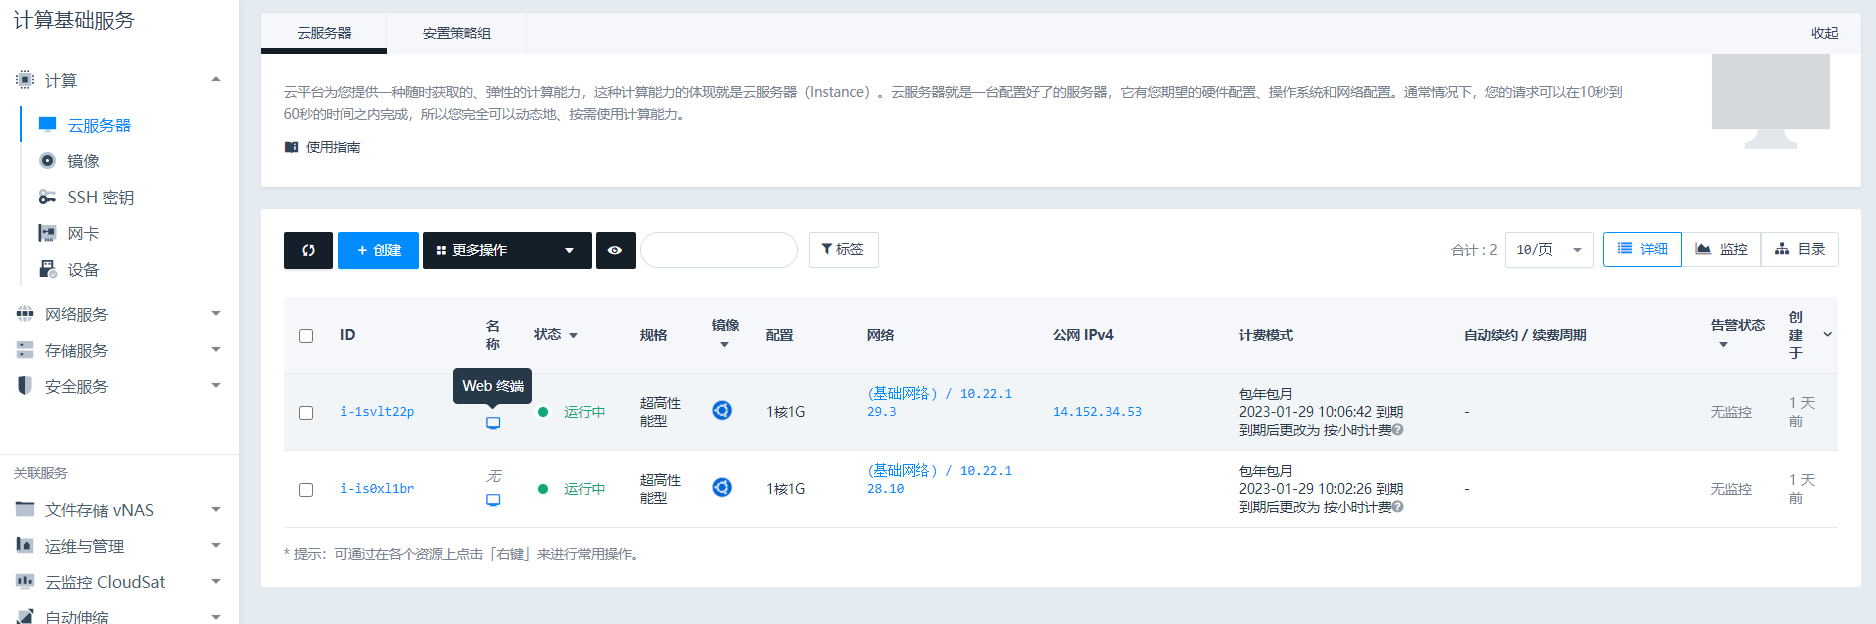 计算基础服务
计算
云服务器
镜像
SSH 密钥
网卡
设备
网络服务
存储服务
安全服务
关联服务
文件存储 vNAS
运维与管理
云监控 CloudSat
自动伸缩
云服务器
安置策略组
收起
云平台为您提供一种随时获取的、弹性的计算能力，这种计算能力的体现就是云服务器（Instance）。云服务器就是一台配置好了的服务器，它有您期望的硬件配置、操作系统和网络配置。通常情况下，您的请求可以在10秒到
60秒的时间之内完成，所以您完全可以动态地、按需使用计算能力。
使用指南
+ 创建
更多操作
标签
合计 : 2
10/页
详细
监控
目录
ID
名
称
状态
规格
镜像
配置
网络
公网 IPv4
计费模式
自动续约 / 续费周期
告警状态
创
建
于
Web 终端
i-1svlt22p
运行中
超高性
能型
1核1G
(基础网络) / 10.22.1
29.3
14.152.34.53
包年包月
2023-01-29 10:06:42 到期
到期后更改为 按小时计费
-
无监控
1 天
前
i-is0xl1br
无
运行中
超高性
能型
1核1G
(基础网络) / 10.22.1
28.10
包年包月
2023-01-29 10:02:26 到期
到期后更改为 按小时计费
-
无监控
1 天
前
* 提示：可通过在各个资源上点击「右键」来进行常用操作。